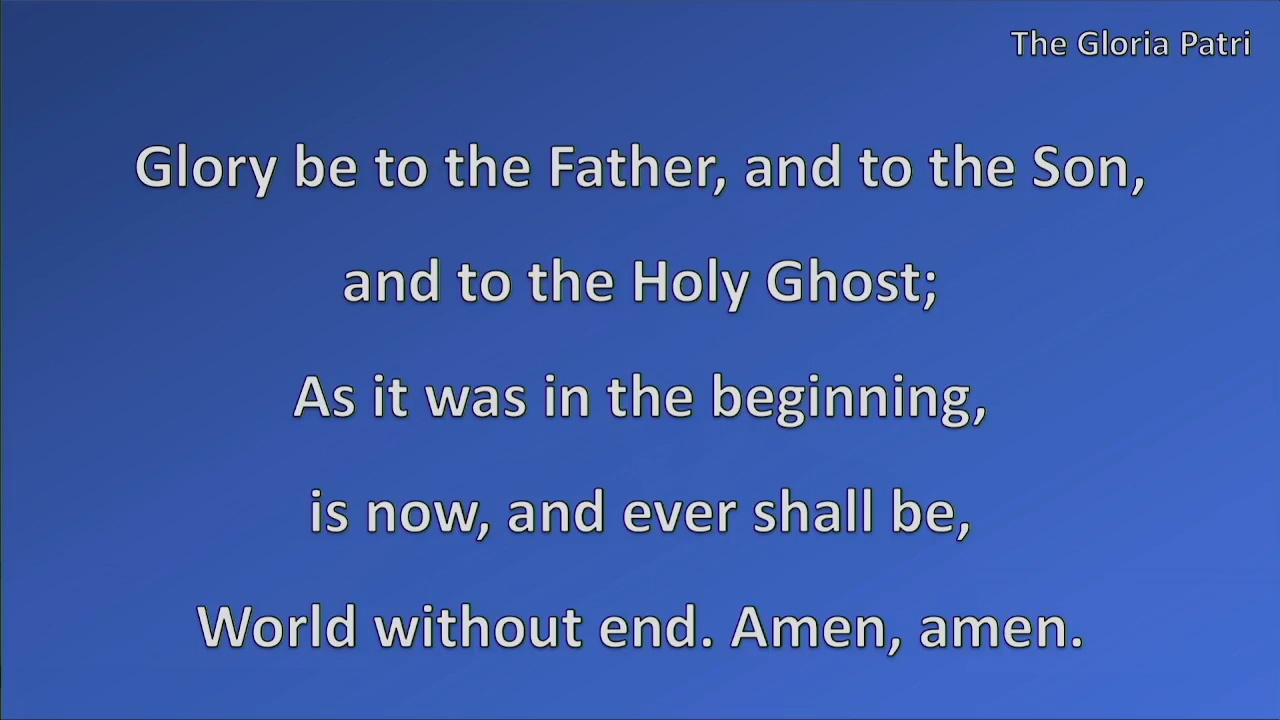 The Gloria Patri
Glory be to the Father, and to the Son,
and to the Holy Ghost;
As it was in the beginning,
is now, and ever shall be,
World without end. Amen, amen.